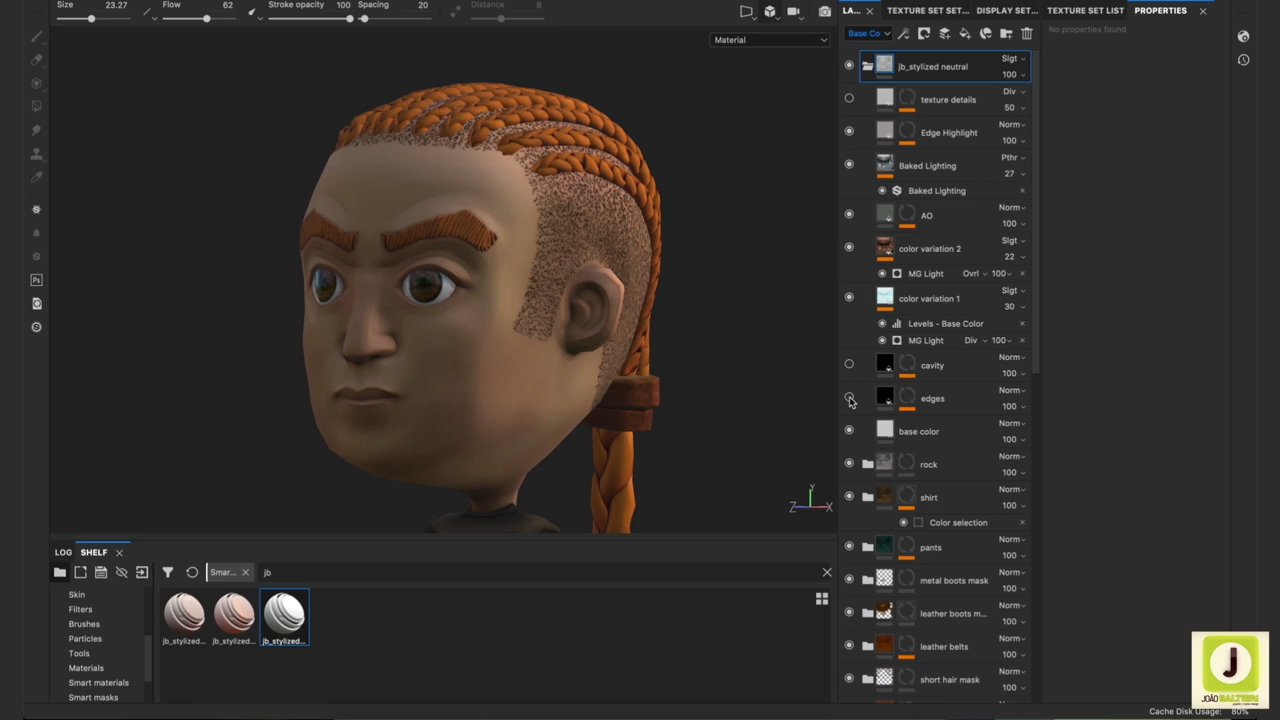 Size 23.27 Flow 62 Stroke opacity 100 Spacing 20 Distance 8
Material
LA... TEXTURE SET SET... DISPLAY SET... TEXTURE SET LIST PROPERTIES
Base Co
No properties found
jb_stylized neutral Slgt 100
texture details Div 50
Edge Highlight Norm 100
Baked Lighting Pthr 27
Baked Lighting
AO Norm 100
color variation 2 Slgt 22
MG Light Ovrl 100
color variation 1 Slgt 30
Levels - Base Color
MG Light Div 100
cavity Norm 100
edges Norm 100
base color Norm 100
rock Norm 100
shirt Norm 100
Color selection
pants Norm 100
metal boots mask Norm 100
leather boots m... Norm 100
leather belts Norm 100
short hair mask Norm 100
Y
Z X
LOG SHELF
Smar... jb
Skin
Filters
Brushes
Particles
Tools
Materials
Smart materials
Smart masks
jb_stylized... jb_stylized... jb_stylized...
Ps
J
JOÃO BALTIERI
Cache Disk Usage: 80%